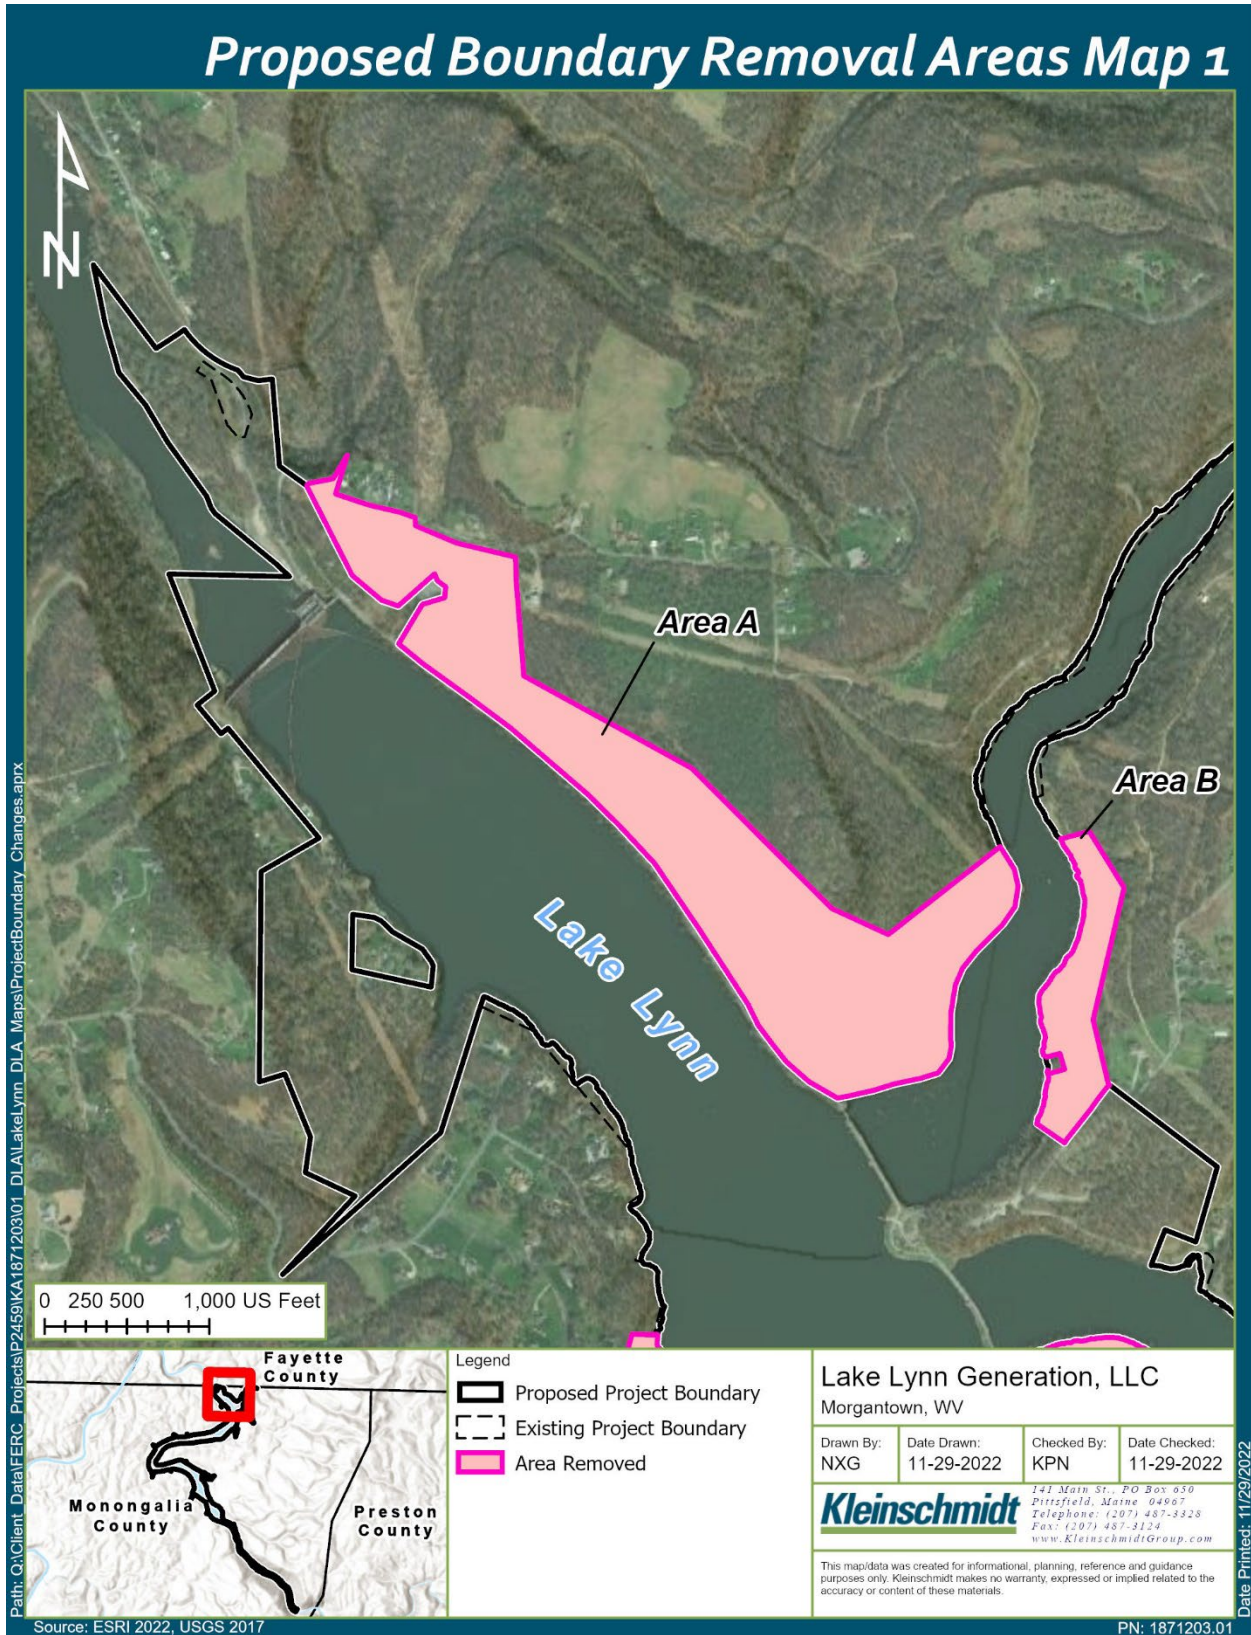 Proposed Boundary Removal Areas Map 1
N
Area A
Area B
Lake Lynn
0 250 500 1,000 US Feet
Path: Q:\Client_Data\FERC_Projects\P2459\KA1871203\01_DLA\LakeLynn_DLA_Maps\ProjectBoundary_Changes.aprx
Fayette
County
Monongalia
County
Preston
County
Legend
Proposed Project Boundary
Existing Project Boundary
Area Removed
Lake Lynn Generation, LLC
Morgantown, WV
Drawn By:
NXG
Date Drawn:
11-29-2022
Checked By:
KPN
Date Checked:
11-29-2022
Kleinschmidt
141 Main St., PO Box 650
Pittsfield, Maine 04967
Telephone: (207) 487-3328
Fax: (207) 487-3124
www.KleinschmidtGroup.com
This map/data was created for informational, planning, reference and guidance
purposes only. Kleinschmidt makes no warranty, expressed or implied related to the
accuracy or content of these materials.
Date Printed: 11/29/2022
Source: ESRI 2022, USGS 2017
PN: 1871203.01